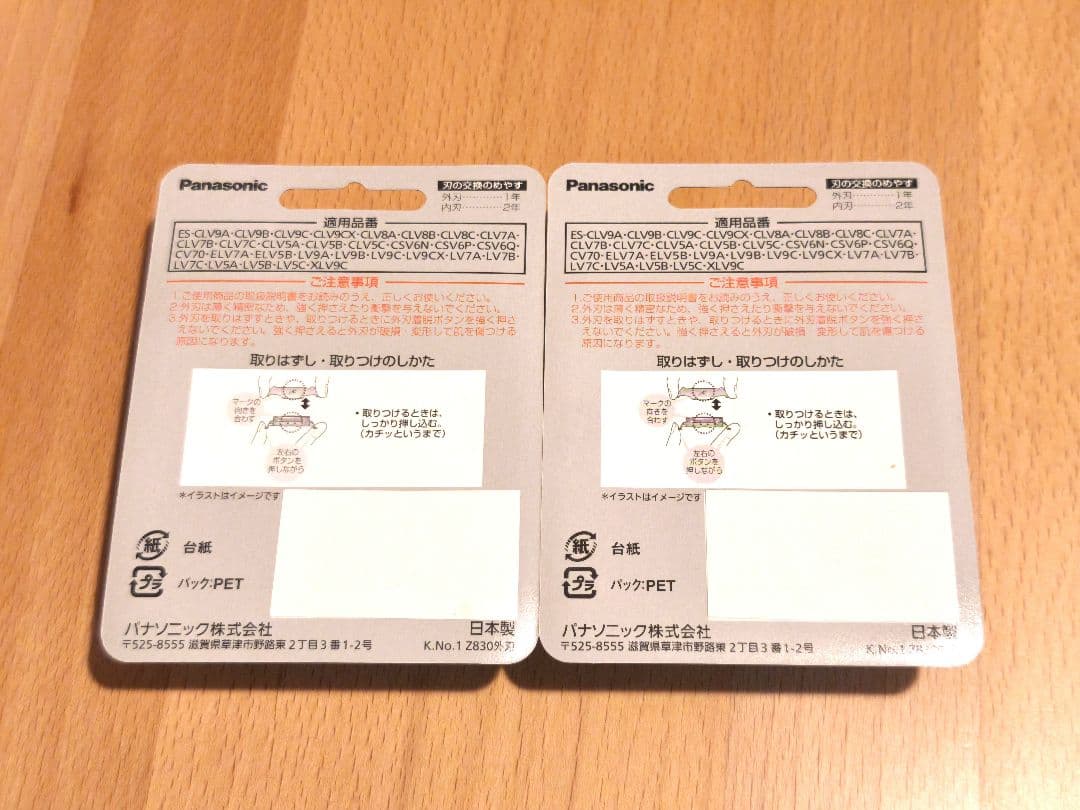 Panasonic
刃の交換のめやす
外刃…………1年
内刃…………2年
適用品番
ES-CLV9A・CLV9B・CLV9C・CLV9CX・CLV8A・CLV8B・CLV8C・CLV7A・
CLV7B・CLV7C・CLV5A・CLV5B・CLV5C・CSV6N・CSV6P・CSV6Q・
CV70・ELV7A・ELV5B・LV9A・LV9B・LV9C・LV9CX・LV7A・LV7B・
LV7C・LV5A・LV5B・LV5C・XLV9C
ご注意事項
1.ご使用商品の取扱説明書をお読みのうえ、正しくお使いください。
2.外刃は薄く精密なため、強く押さえたり衝撃を与えないでください。
3.外刃を取りはずすときや、取りつけるときに外刃着脱ボタンを強く押さ
えないでください。強く押さえると外刃が破損 変形して肌を傷つける
原因になります。
取りはずし・取りつけのしかた
マークの
向きを
合わす
・取りつけるときは、
しっかり押し込む。
(カチッというまで)
左右の
ボタンを
押しながら
*イラストはイメージです
紙
台紙
プラ
パック:PET
パナソニック株式会社
日本製
〒525-8555 滋賀県草津市野路東2丁目3番1-2号
K.No.1 Z830外刃
Panasonic
刃の交換のめやす
外刃…………1年
内刃…………2年
適用品番
ES-CLV9A・CLV9B・CLV9C・CLV9CX・CLV8A・CLV8B・CLV8C・CLV7A・
CLV7B・CLV7C・CLV5A・CLV5B・CLV5C・CSV6N・CSV6P・CSV6Q・
CV70・ELV7A・ELV5B・LV9A・LV9B・LV9C・LV9CX・LV7A・LV7B・
LV7C・LV5A・LV5B・LV5C・XLV9C
ご注意事項
1.ご使用商品の取扱説明書をお読みのうえ、正しくお使いください。
2.外刃は薄く精密なため、強く押さえたり衝撃を与えないでください。
3.外刃を取りはずすときや、取りつけるときに外刃着脱ボタンを強く押さ
えないでください。強く押さえると外刃が破損 変形して肌を傷つける
原因になります。
取りはずし・取りつけのしかた
マークの
向きを
合わす
・取りつけるときは、
しっかり押し込む。
(カチッというまで)
左右の
ボタンを
押しながら
*イラストはイメージです
紙
台紙
プラ
パック:PET
パナソニック株式会社
日本製
〒525-8555 滋賀県草津市野路東2丁目3番1-2号
K.No.1